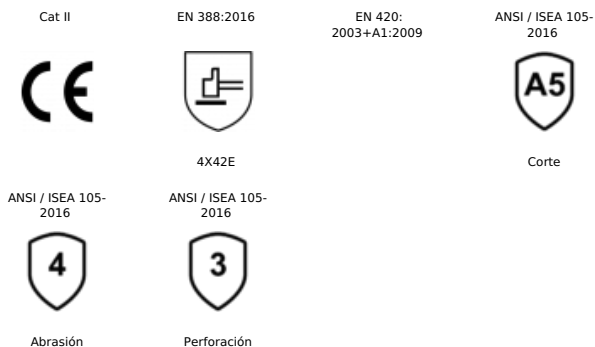 Cat II
EN 388:2016
EN 420:
2003+A1:2009
ANSI / ISEA 105-
2016
CE
A5
4X42E
Corte
ANSI / ISEA 105-
2016
ANSI / ISEA 105-
2016
4
3
Abrasión
Perforación